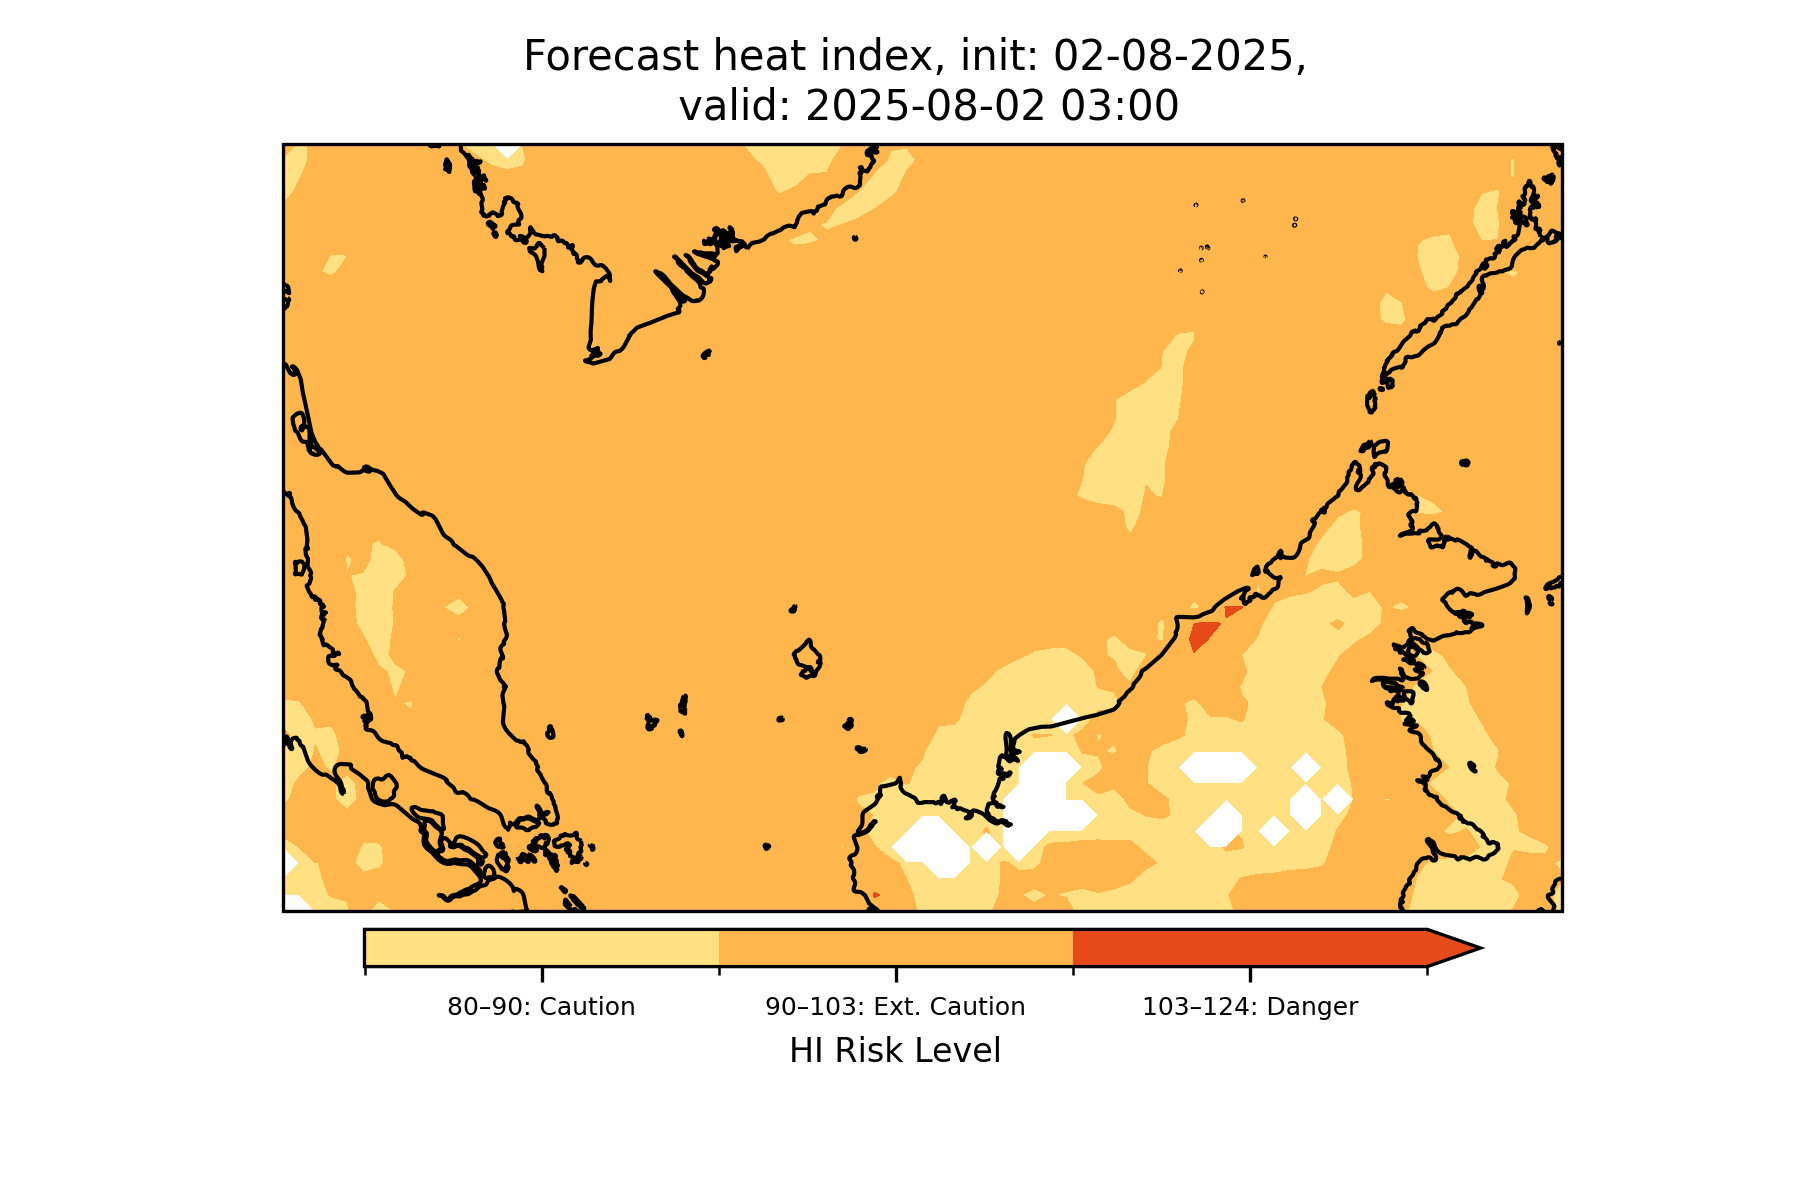 Forecast heat index, init: 02-08-2025,
valid: 2025-08-02 03:00
80–90: Caution
90–103: Ext. Caution
103–124: Danger
HI Risk Level